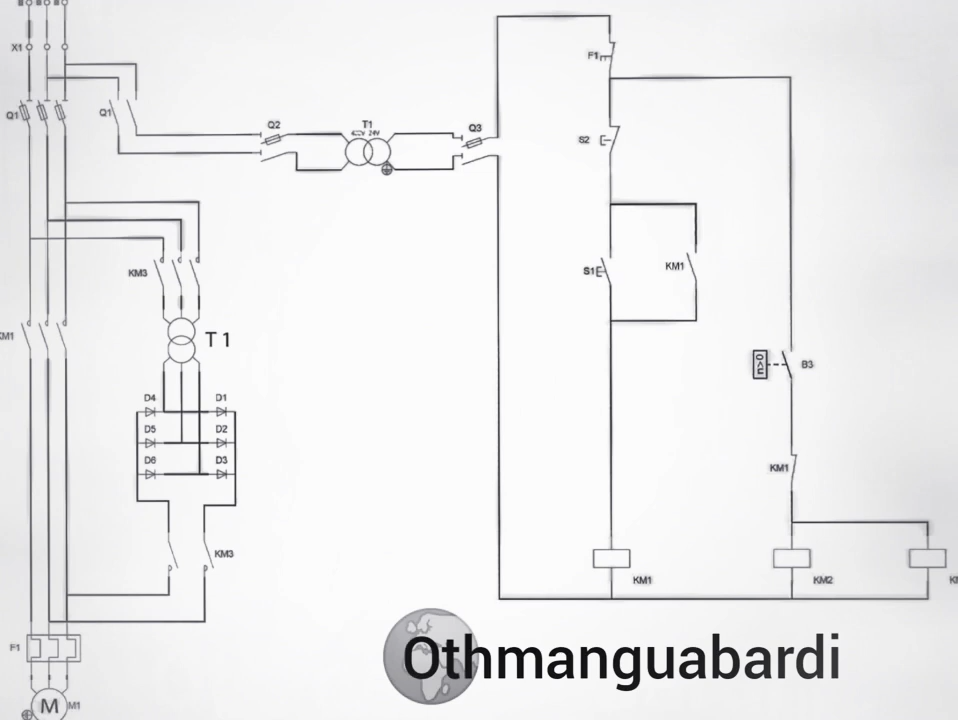 X1
F1
Q1
Q1
Q2
T1
400V 24V
Q3
S2
KM3
S1
KM1
KM1
T 1
B3
D4
D1
D5
D2
D6
D3
KM1
KM3
KM1
KM2
Othmanguabardi
F1
M
M1